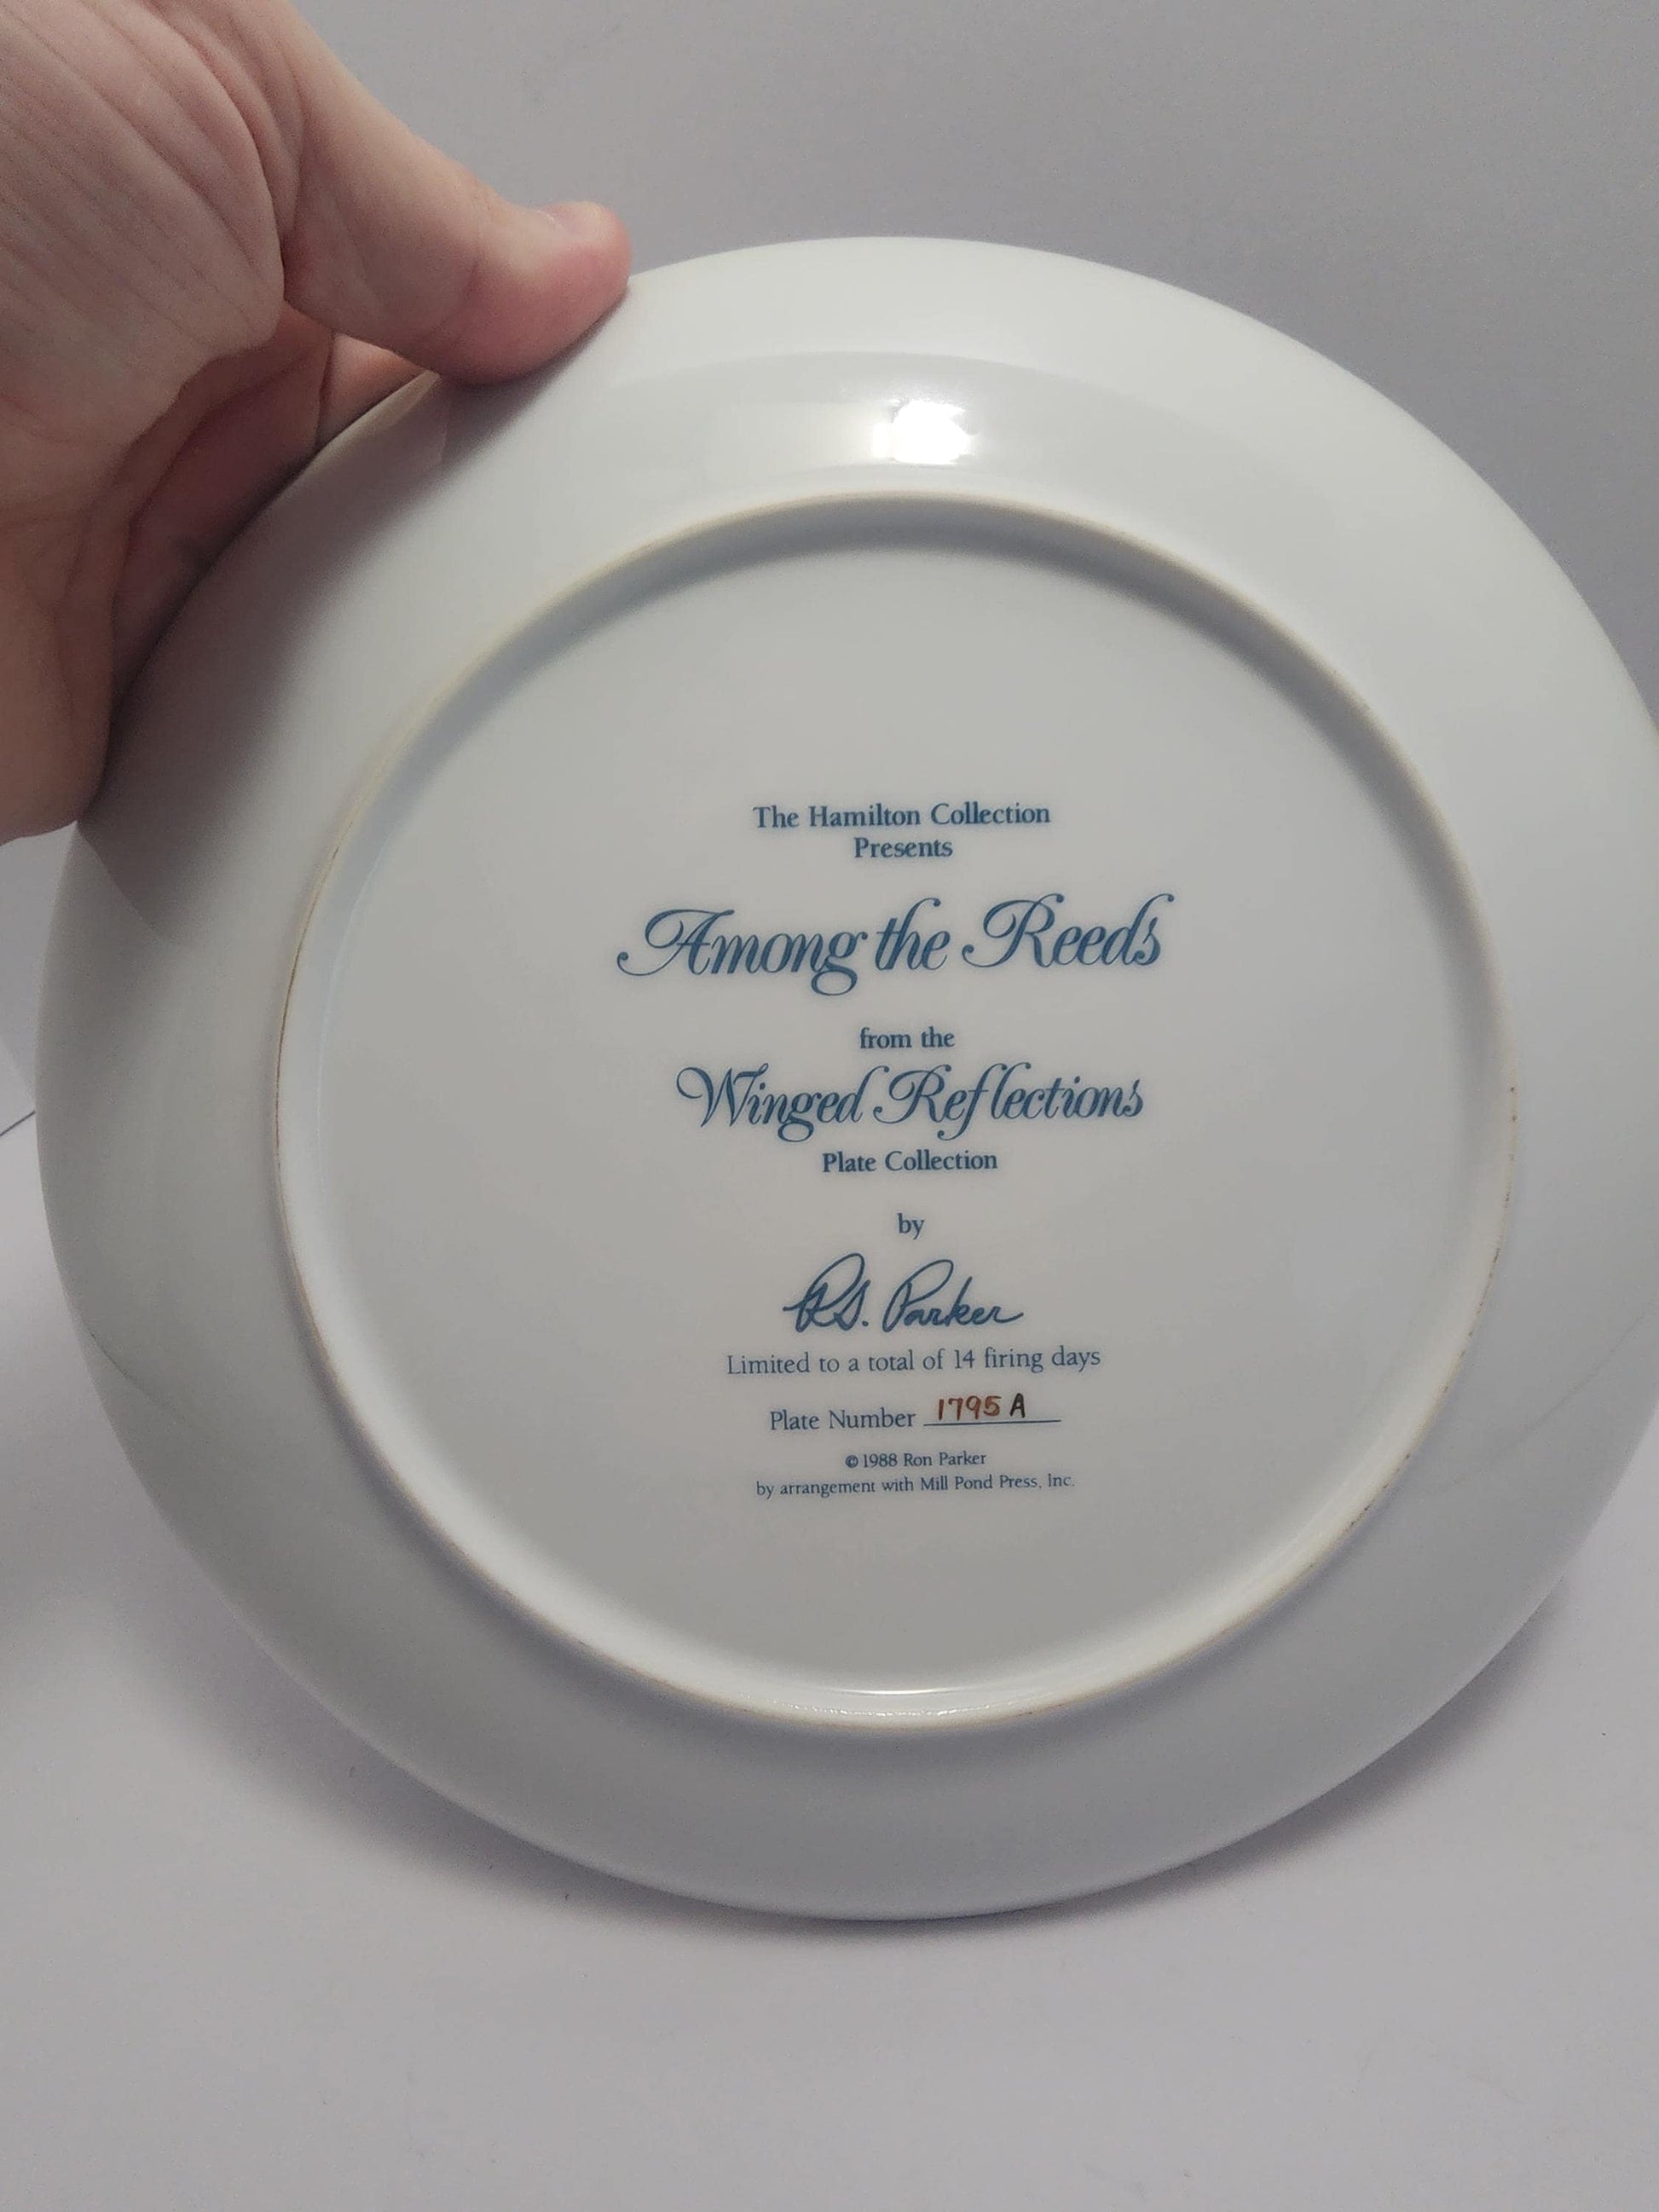 The Hamilton Collection
Presents
Among the Reeds
from the
Winged Reflections
Plate Collection
by
R.S. Parker
Limited to a total of 14 firing days
Plate Number 1795 A
© 1988 Ron Parker
by arrangement with Mill Pond Press, Inc.